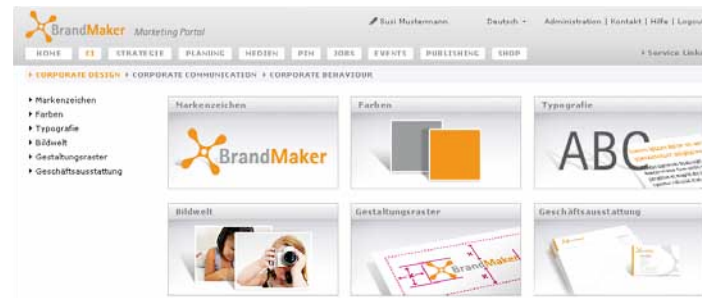 BrandMaker Marketing Portal
Susi Mustermann Deutsch Administration | Kontakt | Hilfe | Logou
HOME CI STRATEGIE PLANUNG MEDIEN PIM JOBS EVENTS PUBLISHING SHOP Service Links
CORPORATE DESIGN CORPORATE COMMUNICATION CORPORATE BEHAVIOUR
Markenzeichen
Farben
Typografie
Bildwelt
Gestaltungsraster
Geschäftsausstattung
Markenzeichen Farben Typografie
BrandMaker
ABC
Bildwelt Gestaltungsraster Geschäftsausstattung
BrandMaker